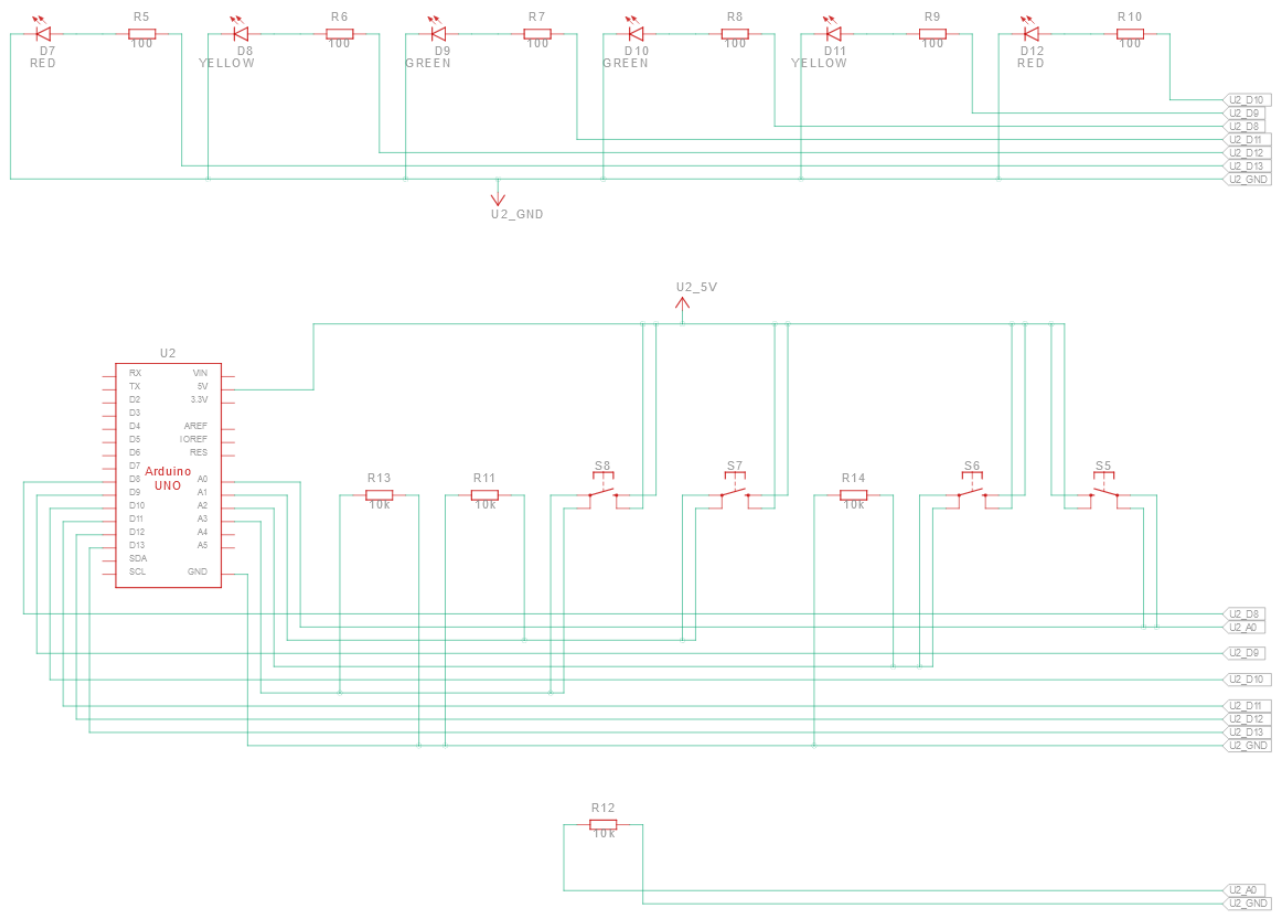 R5 R6 R7 R8 R9 R10
100 100 100 100 100 100
D7 D8 D9 D10 D11 D12
RED YELLOW GREEN GREEN YELLOW RED
U2_D10
U2_D9
U2_D8
U2_D11
U2_D12
U2_D13
U2_GND
U2_GND
U2_5V
U2
RX VIN
TX 5V
D2 3.3V
D3
D4 AREF
D5 IOREF
D6 RES
D7
Arduino
UNO
D8 A0
D9 A1
D10 A2
D11 A3
D12 A4
D13 A5
SDA
SCL GND
R13 R11 S8 S7 R14 S6 S5
10k 10k 10k
U2_D8
U2_A0
U2_D9
U2_D10
U2_D11
U2_D12
U2_D13
U2_GND
R12
10k
U2_A0
U2_GND